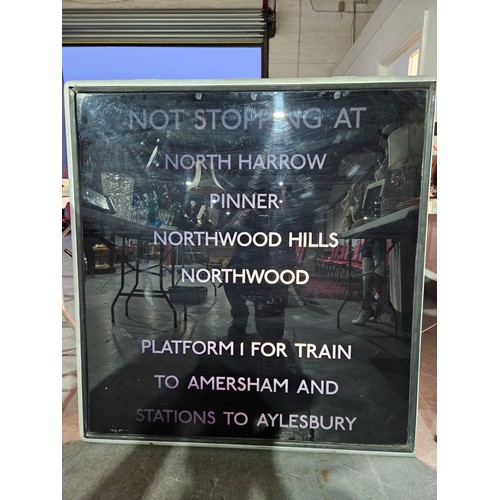 NOT STOPPING AT
NORTH HARROW
PINNER
NORTHWOOD HILLS
NORTHWOOD
PLATFORM 1 FOR TRAIN
TO AMERSHAM AND
STATIONS TO AYLESBURY